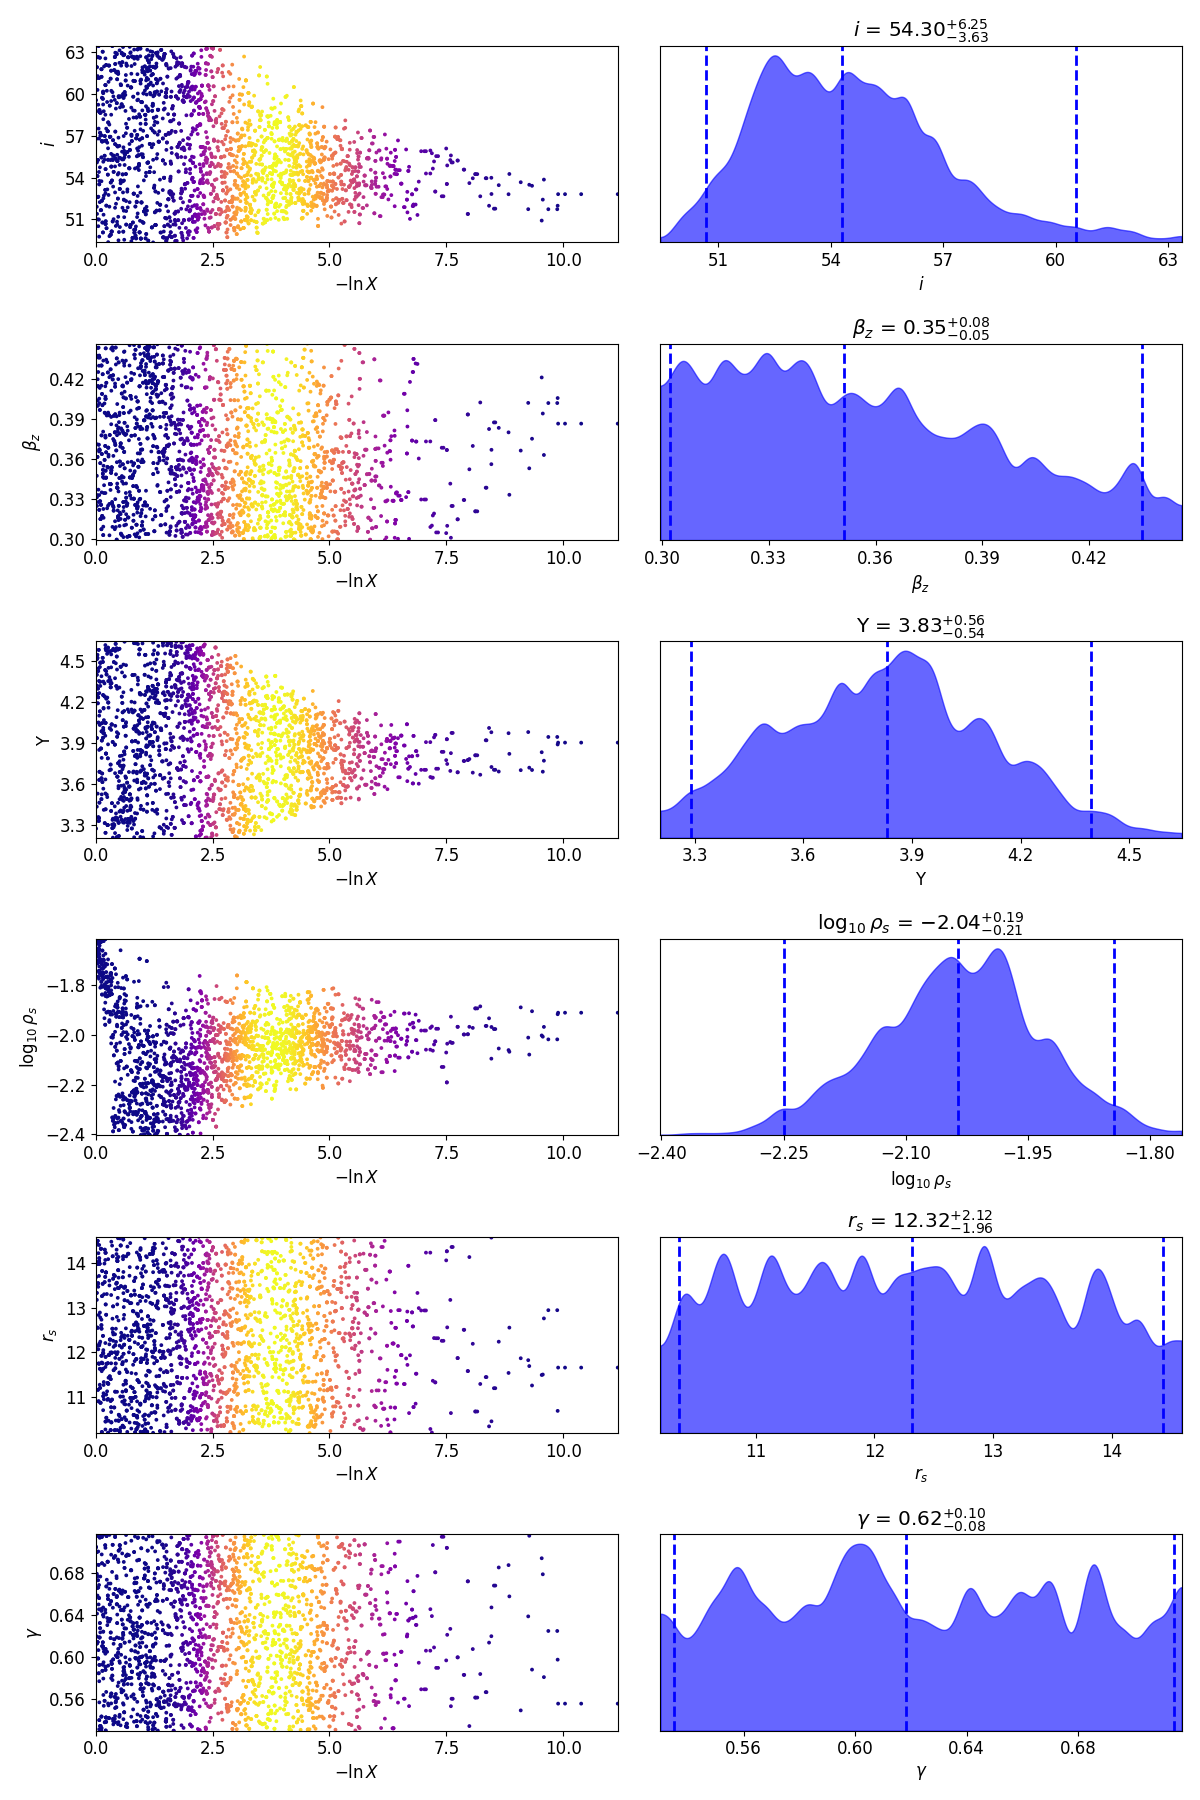 i = 54.30+6.25−3.63
63
60
57
54
51
i
0.0 2.5 5.0 7.5 10.0
−ln X
51 54 57 60 63
i
βz = 0.35+0.08−0.05
0.42
0.39
0.36
0.33
0.30
βz
0.0 2.5 5.0 7.5 10.0
−ln X
0.30 0.33 0.36 0.39 0.42
βz
Y = 3.83+0.56−0.54
4.5
4.2
3.9
3.6
3.3
Y
0.0 2.5 5.0 7.5 10.0
−ln X
3.3 3.6 3.9 4.2 4.5
Y
log10 ρs = −2.04+0.19−0.21
−1.8
−2.0
−2.2
−2.4
log10 ρs
0.0 2.5 5.0 7.5 10.0
−ln X
−2.40 −2.25 −2.10 −1.95 −1.80
log10 ρs
rs = 12.32+2.12−1.96
14
13
12
11
rs
0.0 2.5 5.0 7.5 10.0
−ln X
11 12 13 14
rs
γ = 0.62+0.10−0.08
0.68
0.64
0.60
0.56
γ
0.0 2.5 5.0 7.5 10.0
−ln X
0.56 0.60 0.64 0.68
γ